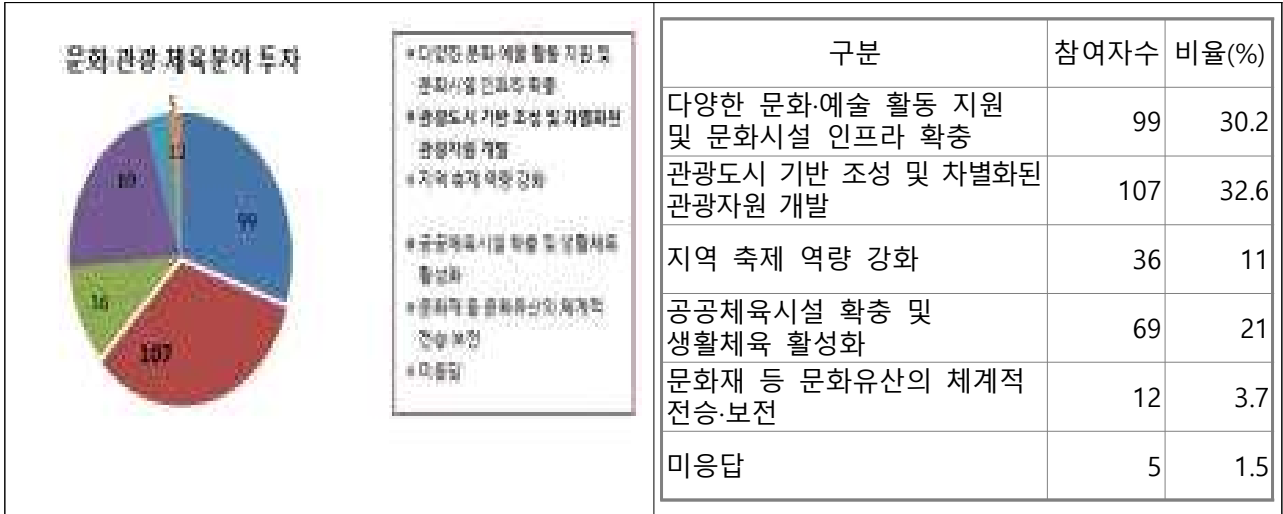 문화·관광·체육분야 투자
5
12
99
107
36
69
다양한 문화·예술 활동 지원 및
문화시설 인프라 확충
관광도시 기반 조성 및 차별화된
관광자원 개발
지역 축제 역량 강화
공공체육시설 확충 및 생활체육
활성화
문화재 등 문화유산의 체계적
전승·보전
미응답
구분 참여자수 비율(%)
다양한 문화·예술 활동 지원
및 문화시설 인프라 확충 99 30.2
관광도시 기반 조성 및 차별화된
관광자원 개발 107 32.6
지역 축제 역량 강화 36 11
공공체육시설 확충 및
생활체육 활성화 69 21
문화재 등 문화유산의 체계적
전승·보전 12 3.7
미응답 5 1.5